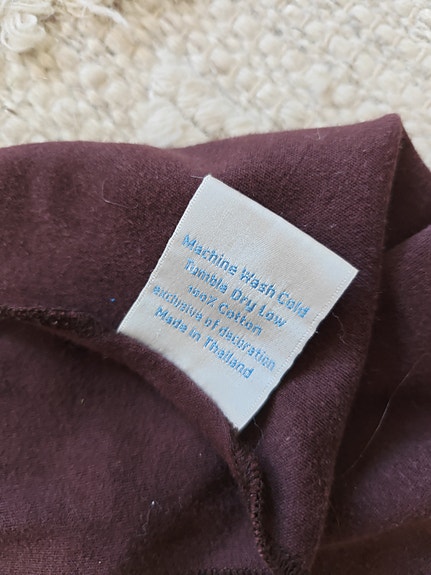 Machine Wash Cold
Tumble Dry Low
100% Cotton
exclusive of decoration
Made in Thailand